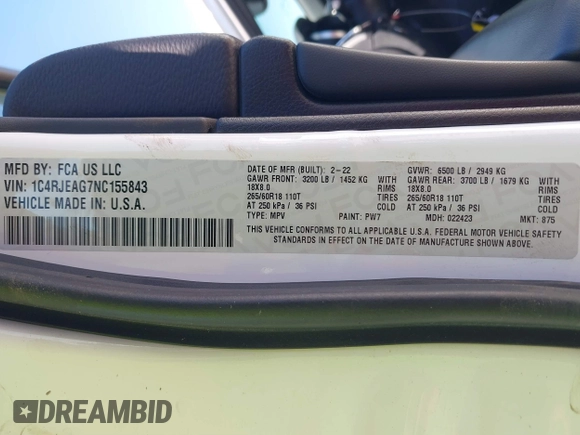 MFD BY: FCA US LLC
VIN: 1C4RJEAG7NC155843
VEHICLE MADE IN: U.S.A.
DATE OF MFR (BUILT): 2-22
GAWR FRONT: 3200 LB / 1452 KG
18X8.0
265/60R18 110T
AT 250 kPa / 36 PSI
TYPE: MPV PAINT: PW7
WITH
RIMS
TIRES
COLD
GVWR: 6500 LB / 2949 KG
GAWR REAR: 3700 LB / 1679 KG
18X8.0
265/60R18 110T
AT 250 kPa / 36 PSI
MDH: 022423
WITH
RIMS
TIRES
COLD
MKT: 875
THIS VEHICLE CONFORMS TO ALL APPLICABLE U.S.A. FEDERAL MOTOR VEHICLE SAFETY
STANDARDS IN EFFECT ON THE DATE OF MANUFACTURE SHOWN ABOVE.
DREAMBID